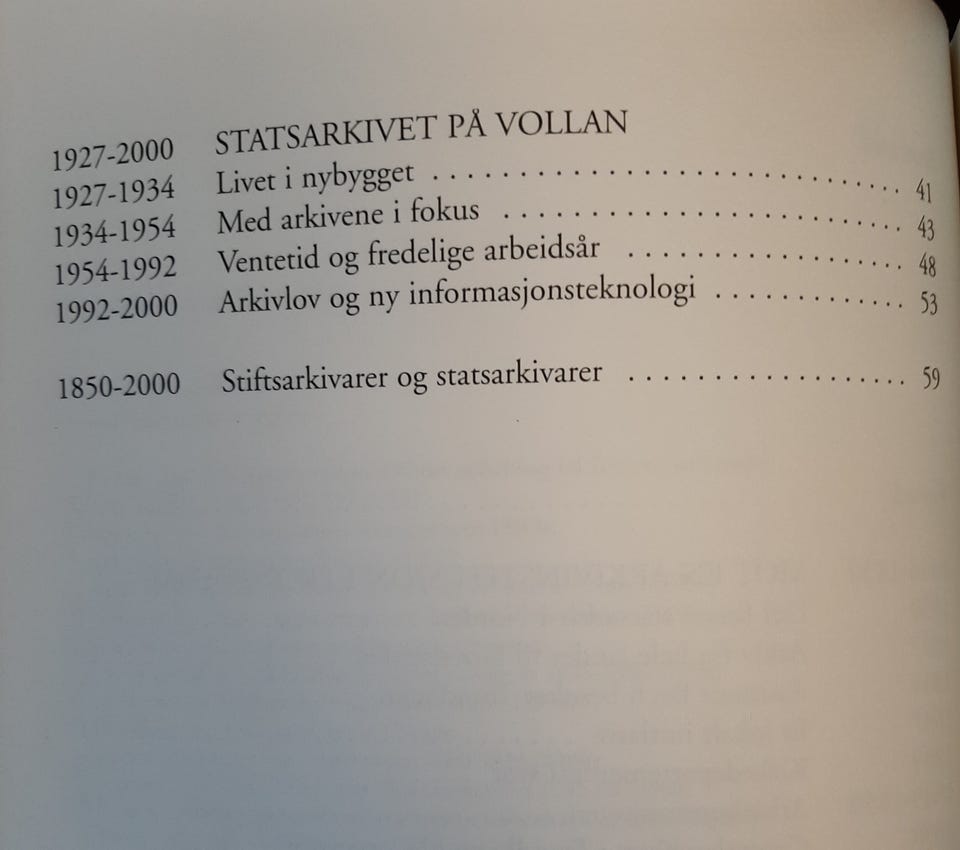 1927-2000 STATSARKIVET PÅ VOLLAN
1927-1934 Livet i nybygget . . . . . . . . . . . . . . . . . . . . . . . . . . . . . . . . . 41
1934-1954 Med arkivene i fokus . . . . . . . . . . . . . . . . . . . . . . . . . . . . 43
1954-1992 Ventetid og fredelige arbeidsår . . . . . . . . . . . . . . . . . . . 48
1992-2000 Arkivlov og ny informasjonsteknologi . . . . . . . . . . . . . 53
1850-2000 Stiftsarkivarer og statsarkivarer . . . . . . . . . . . . . . . . . . . 59